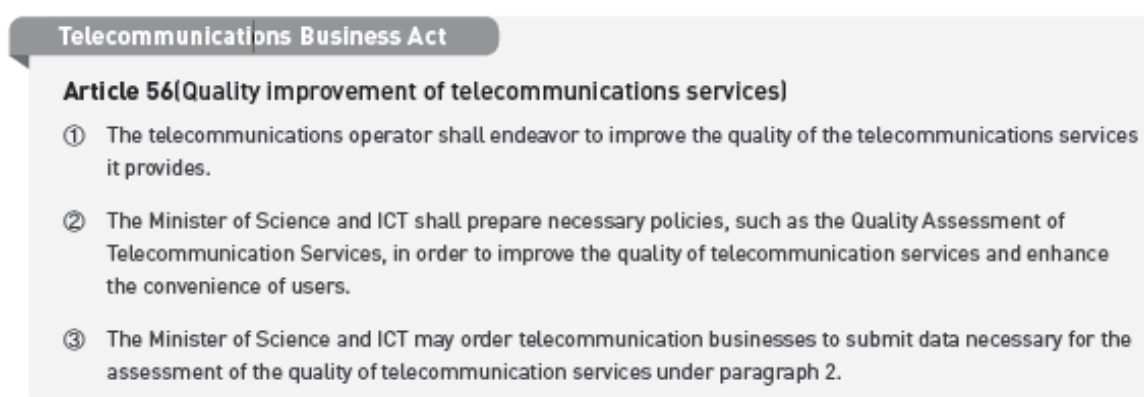 Telecommunications Business Act
Article 56(Quality improvement of telecommunications services)
① The telecommunications operator shall endeavor to improve the quality of the telecommunications services
it provides.
② The Minister of Science and ICT shall prepare necessary policies, such as the Quality Assessment of
Telecommunication Services, in order to improve the quality of telecommunication services and enhance
the convenience of users.
③ The Minister of Science and ICT may order telecommunication businesses to submit data necessary for the
assessment of the quality of telecommunication services under paragraph 2.